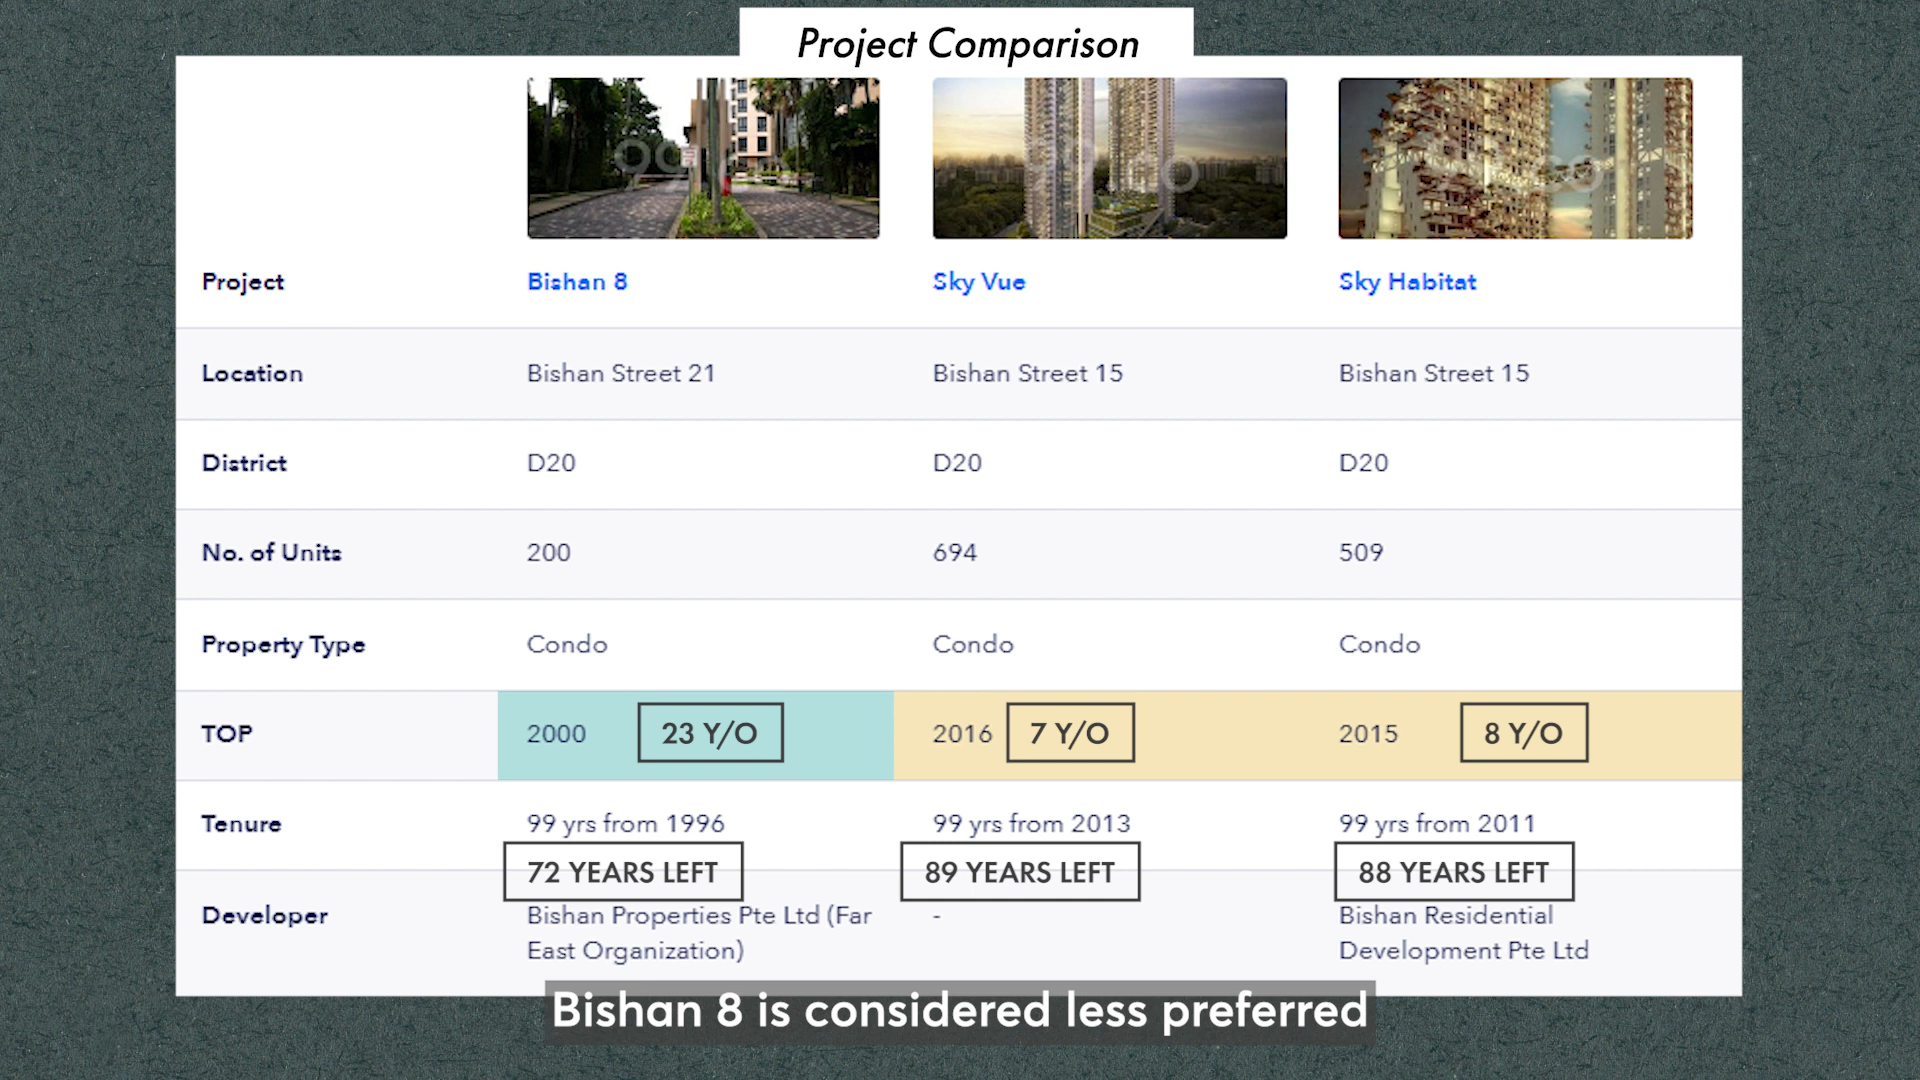 Project Comparison
Project
Bishan 8
Sky Vue
Sky Habitat
Location
Bishan Street 21
Bishan Street 15
Bishan Street 15
District
D20
D20
D20
No. of Units
200
694
509
Property Type
Condo
Condo
Condo
TOP
2000
23 Y/O
2016
7 Y/O
2015
8 Y/O
Tenure
99 yrs from 1996
99 yrs from 2013
99 yrs from 2011
72 YEARS LEFT
89 YEARS LEFT
88 YEARS LEFT
Developer
Bishan Properties Pte Ltd (Far
East Organization)
-
Bishan Residential
Development Pte Ltd
Bishan 8 is considered less preferred